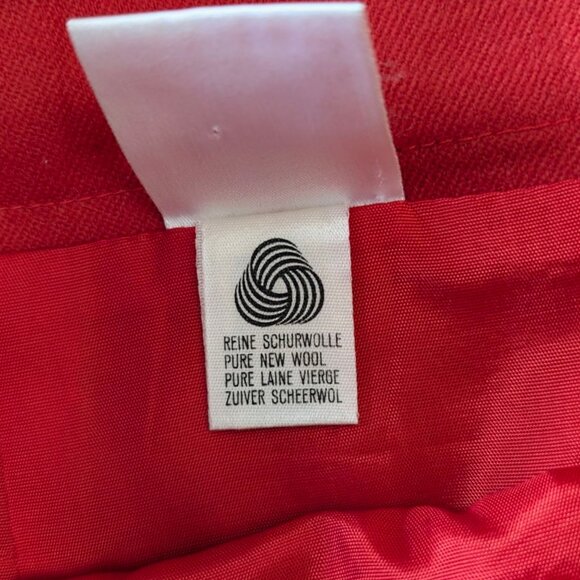 REINE SCHURWOLLE
PURE NEW WOOL
PURE LAINE VIERGE
ZUIVER SCHEERWOL